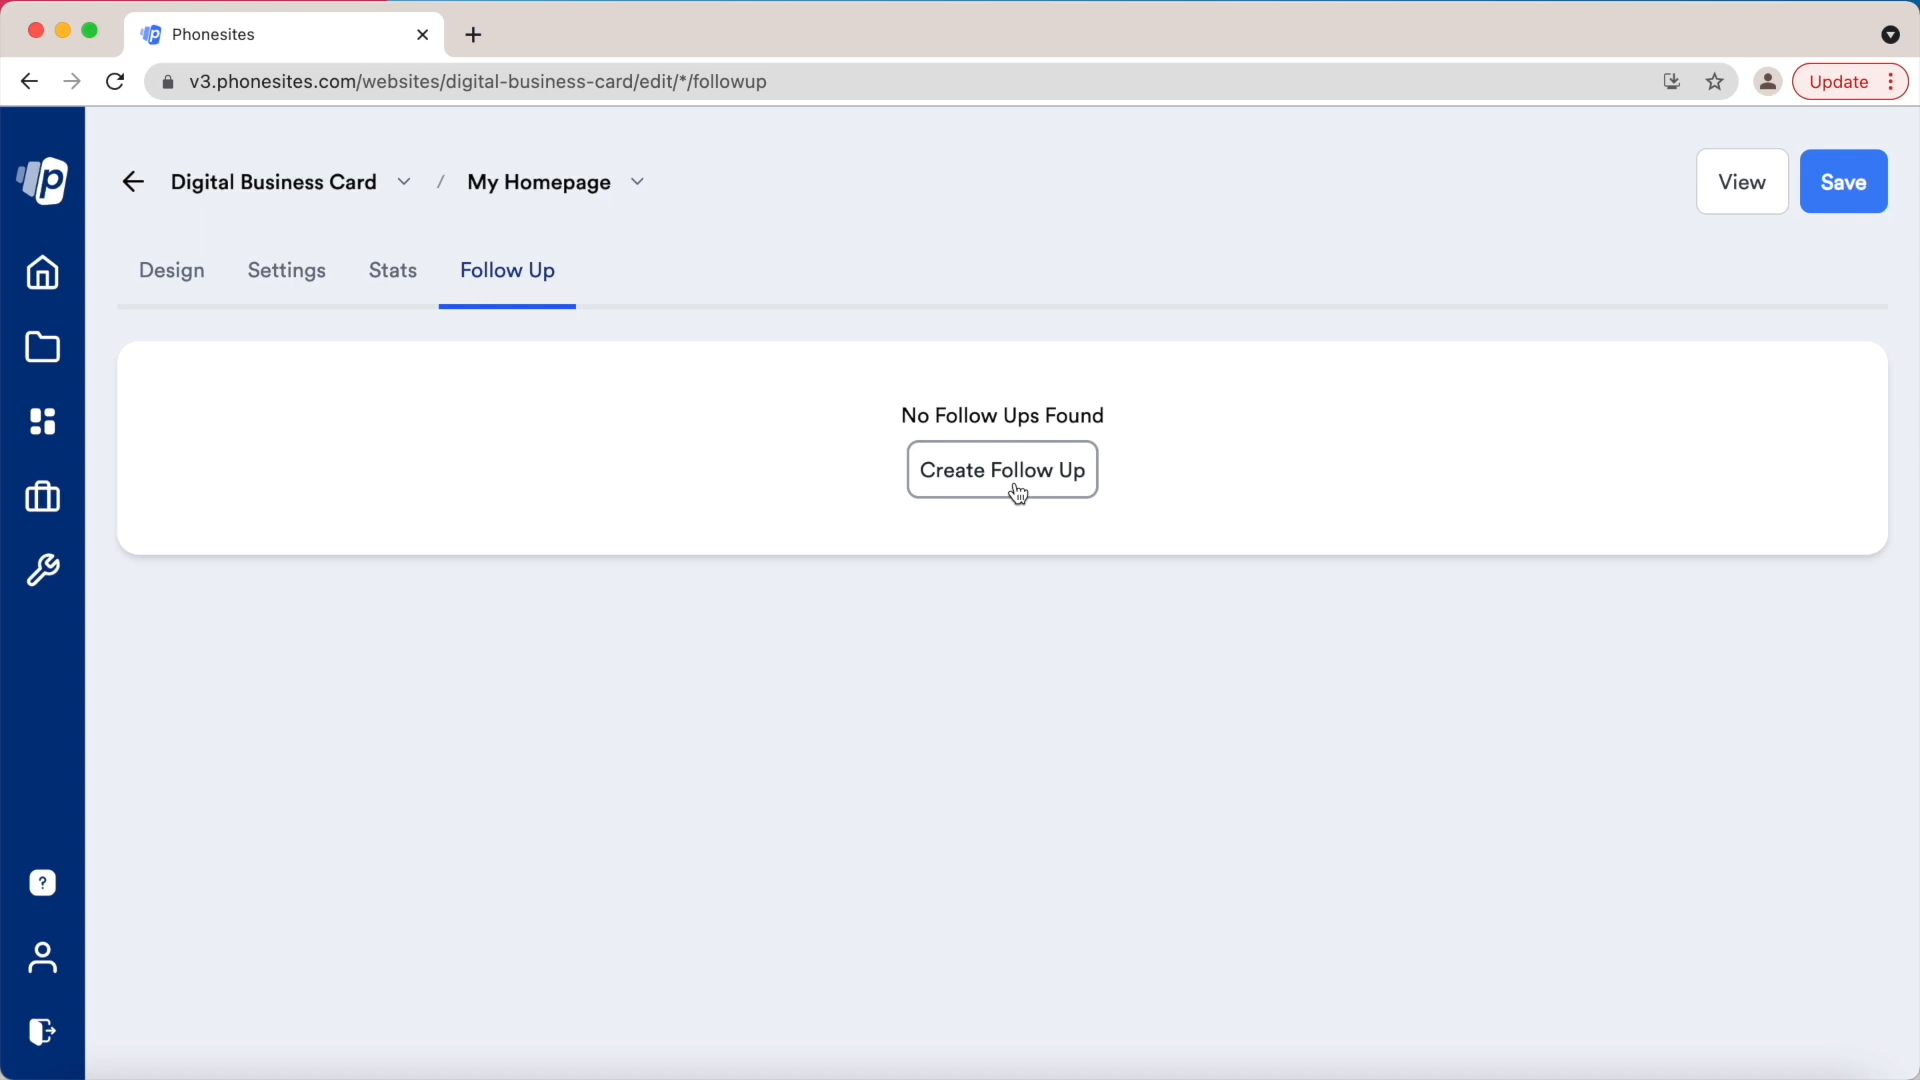 Phonesites
v3.phonesites.com/websites/digital-business-card/edit/*/followup
Update
p
Digital Business Card / My Homepage
View
Save
Design
Settings
Stats
Follow Up
No Follow Ups Found
Create Follow Up
?